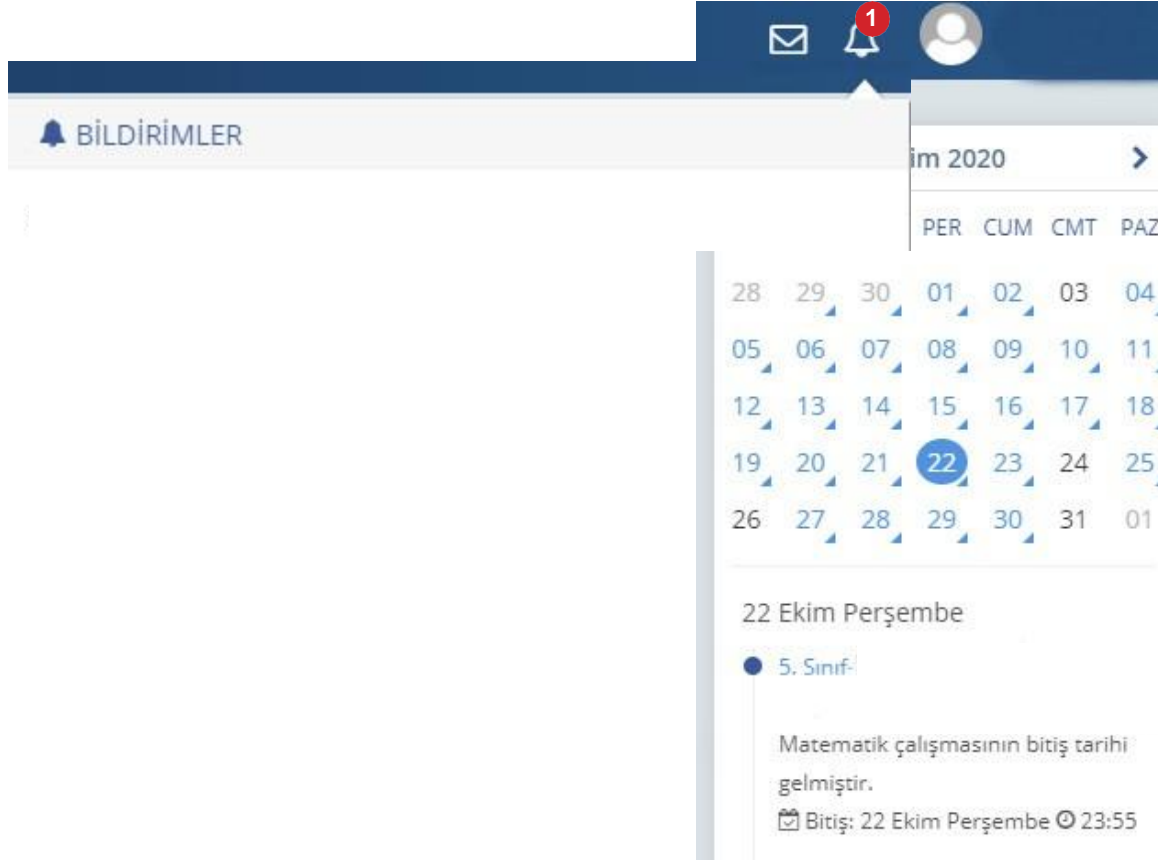 1
BİLDİRİMLER
im 2020
PER CUM CMT PAZ
28 29 30 01 02 03 04
05 06 07 08 09 10 11
12 13 14 15 16 17 18
19 20 21 22 23 24 25
26 27 28 29 30 31 01
22 Ekim Perşembe
5. Sınıf-
Matematik çalışmasının bitiş tarihi
gelmiştir.
Bitiş: 22 Ekim Perşembe 23:55